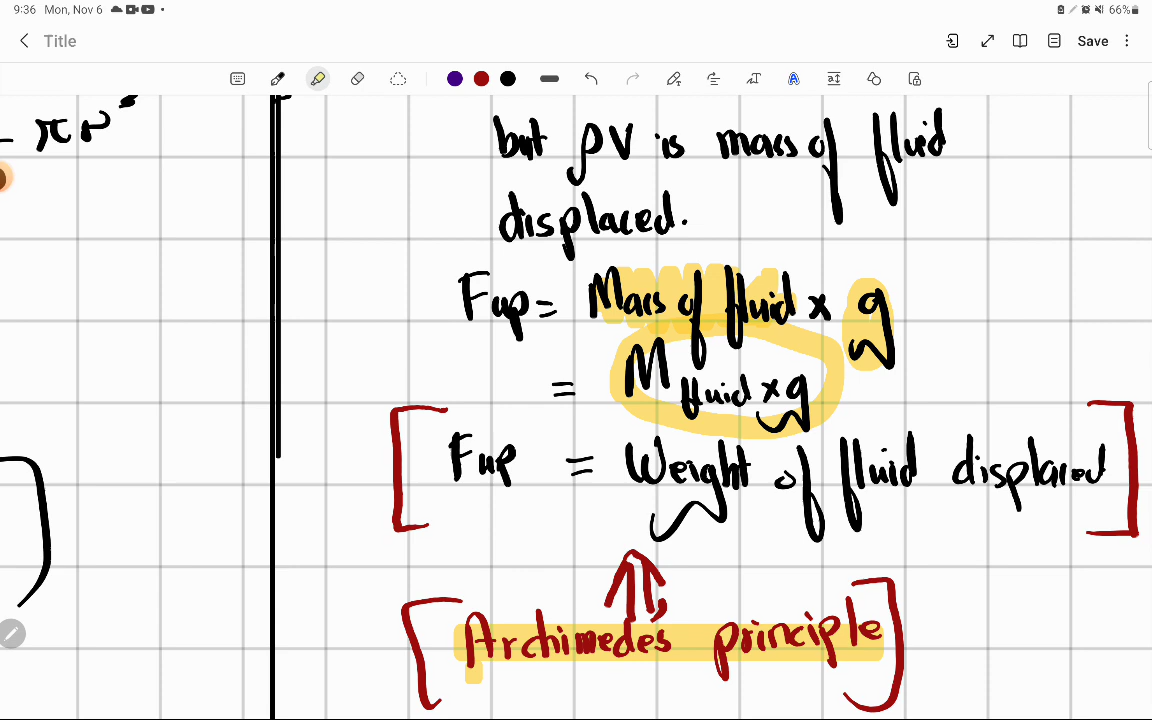 9:36 Mon, Nov 6
66%
Title
Save
- πr²
but ρV is mass of fluid
displaced.
Fup = Mass of fluid x g
= M fluid x g
Fup = Weight of fluid displaced
Archimedes principle